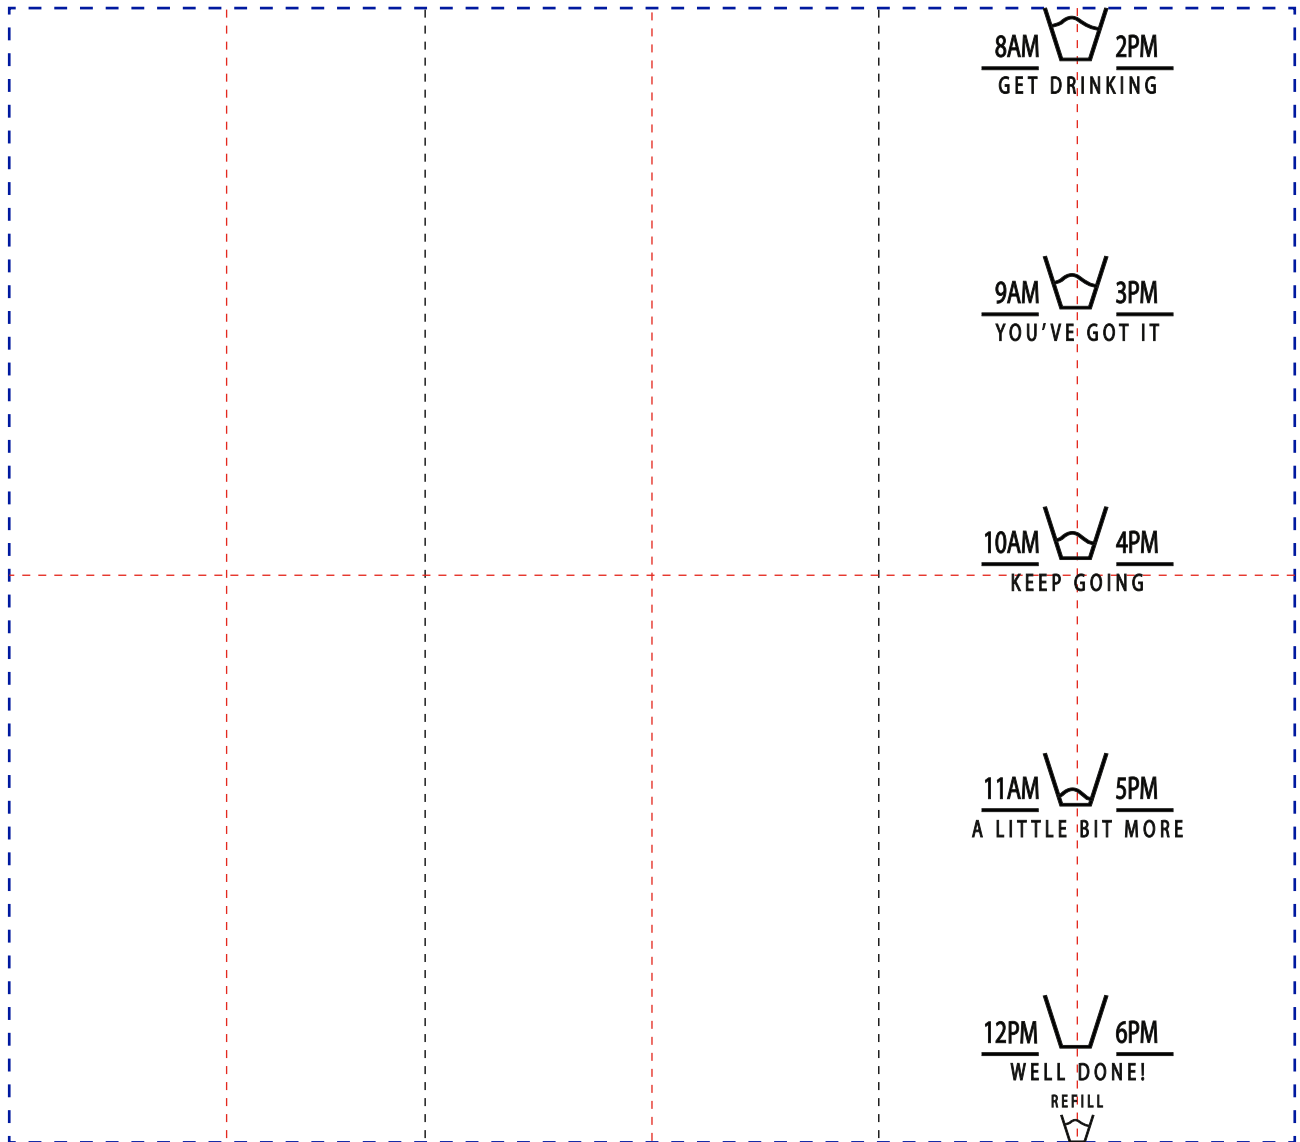 8AM 2PM
GET DRINKING
9AM 3PM
YOU'VE GOT IT
10AM 4PM
KEEP GOING
11AM 5PM
A LITTLE BIT MORE
12PM 6PM
WELL DONE!
REFILL